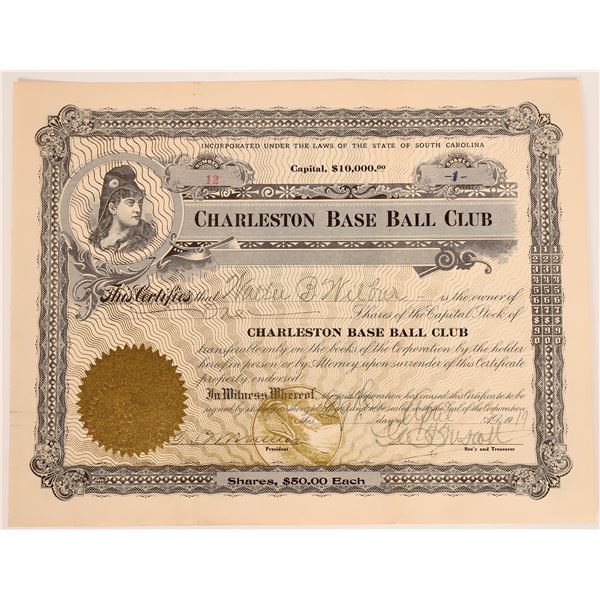 INCORPORATED UNDER THE LAWS OF THE STATE OF SOUTH CAROLINA
NUMBER
12
Capital, $10,000.00
NUMBER
-1-
CHARLESTON BASE BALL CLUB
This Certifies that B is the owner of
One Shares of the Capital Stock of
CHARLESTON BASE BALL CLUB
transferable only on the books of the Corporation by the holder
hereof in person or by Attorney upon surrender of this Certificate
properly endorsed.
In Witness Whereof, the said Corporation has caused this Certificate to be
signed by its duly authorized officers and to be sealed with the Seal of the Corporation
this day of A.D. 1919
President
Sec'y and Treasurer
Shares, $50.00 Each